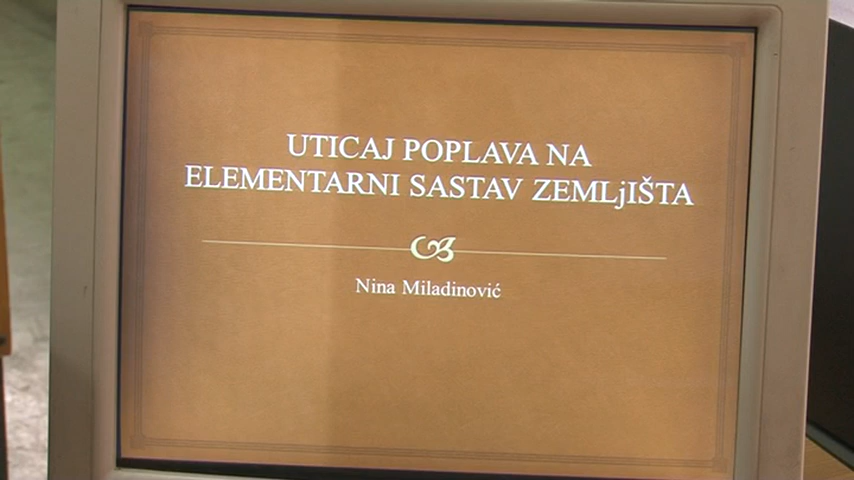 UTICAJ POPLAVA NA
ELEMENTARNI SASTAV ZEMLjIŠTA
Nina Miladinović